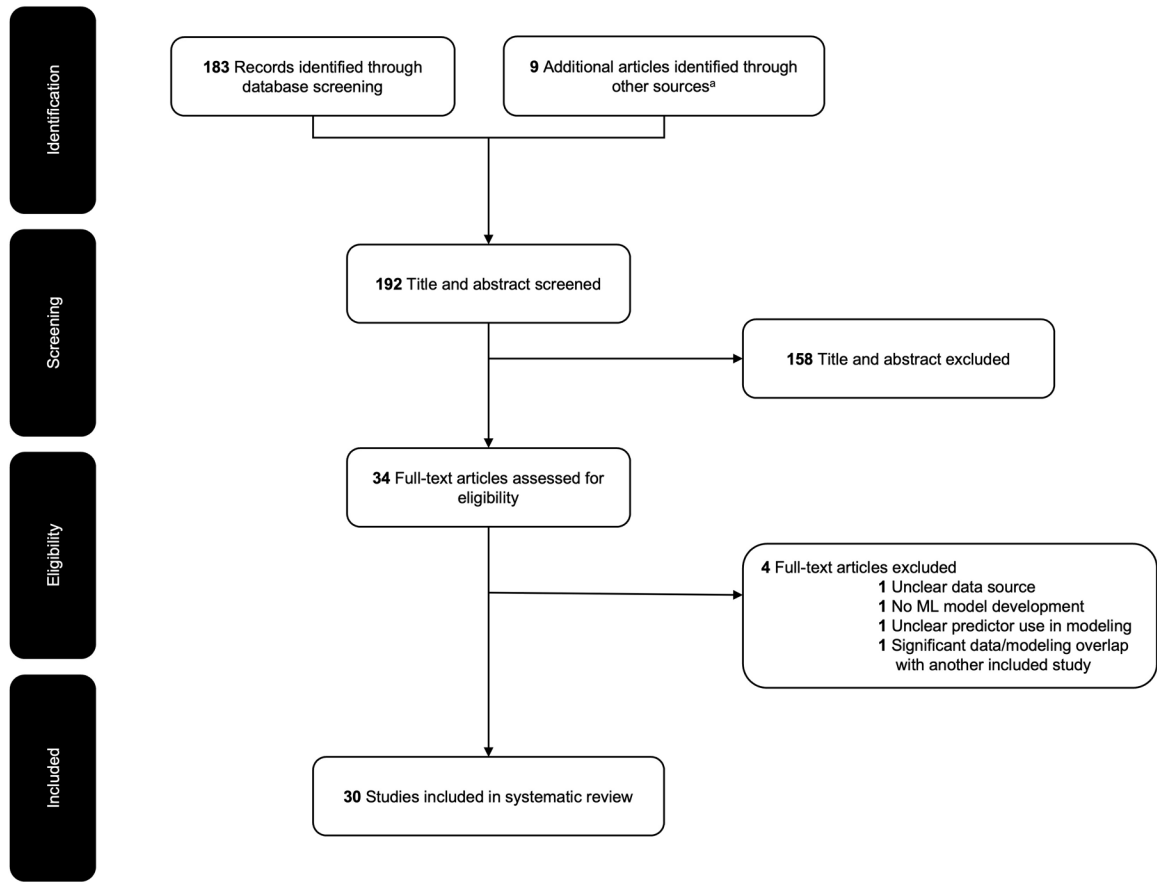 Identification
183 Records identified through
database screening
9 Additional articles identified through
other sourcesa
Screening
192 Title and abstract screened
158 Title and abstract excluded
Eligibility
34 Full-text articles assessed for
eligibility
4 Full-text articles excluded
1 Unclear data source
1 No ML model development
1 Unclear predictor use in modeling
1 Significant data/modeling overlap
with another included study
Included
30 Studies included in systematic review